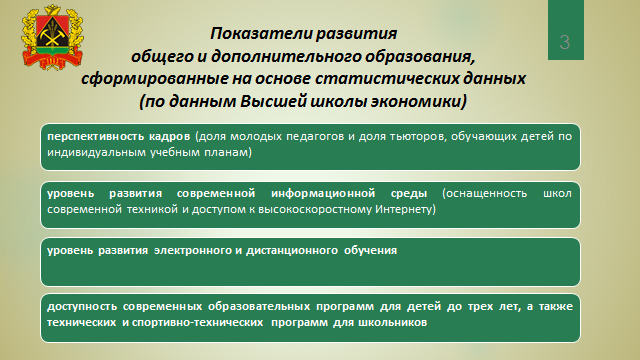 3
Показатели развития
общего и дополнительного образования,
сформированные на основе статистических данных
(по данным Высшей школы экономики)
перспективность кадров (доля молодых педагогов и доля тьюторов, обучающих детей по
индивидуальным учебным планам)
уровень развития современной информационной среды (оснащенность школ
современной техникой и доступом к высокоскоростному Интернету)
уровень развития электронного и дистанционного обучения
доступность современных образовательных программ для детей до трех лет, а также
технических и спортивно-технических программ для школьников